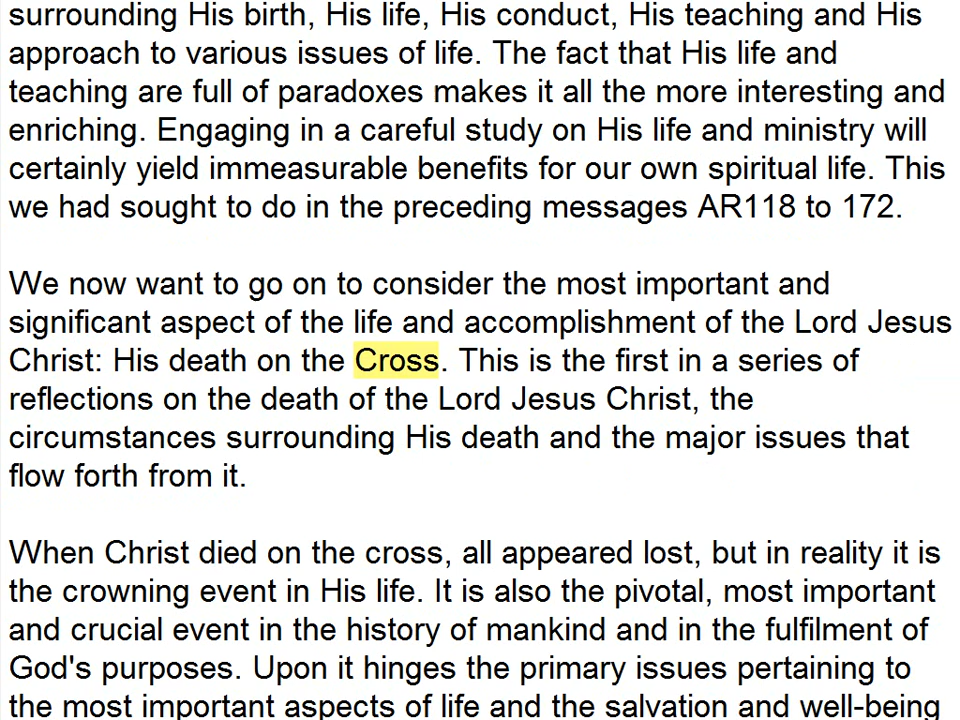 surrounding His birth, His life, His conduct, His teaching and His
approach to various issues of life. The fact that His life and
teaching are full of paradoxes makes it all the more interesting and
enriching. Engaging in a careful study on His life and ministry will
certainly yield immeasurable benefits for our own spiritual life. This
we had sought to do in the preceding messages AR118 to 172.
We now want to go on to consider the most important and
significant aspect of the life and accomplishment of the Lord Jesus
Christ: His death on the Cross. This is the first in a series of
reflections on the death of the Lord Jesus Christ, the
circumstances surrounding His death and the major issues that
flow forth from it.
When Christ died on the cross, all appeared lost, but in reality it is
the crowning event in His life. It is also the pivotal, most important
and crucial event in the history of mankind and in the fulfilment of
God's purposes. Upon it hinges the primary issues pertaining to
the most important aspects of life and the salvation and well-being